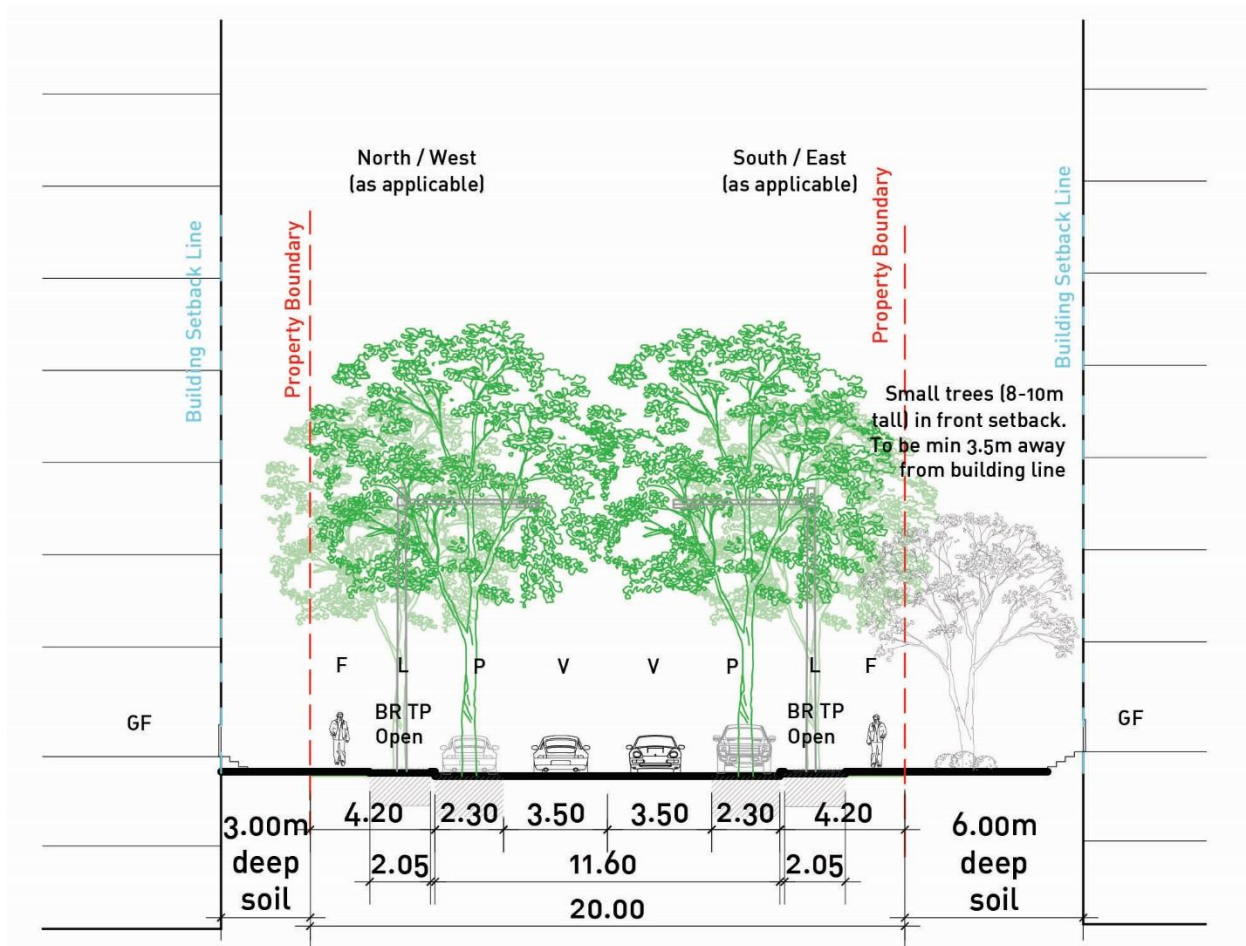 North / West
(as applicable)
South / East
(as applicable)
Building Setback Line
Property Boundary
Property Boundary
Building Setback Line
Small trees (8-10m
tall) in front setback.
To be min 3.5m away
from building line
F
L
P
V
V
P
L
F
GF
BR TP
Open
BR TP
Open
GF
3.00m
deep
soil
4.20
2.30
3.50
3.50
2.30
4.20
6.00m
deep
soil
2.05
11.60
2.05
20.00